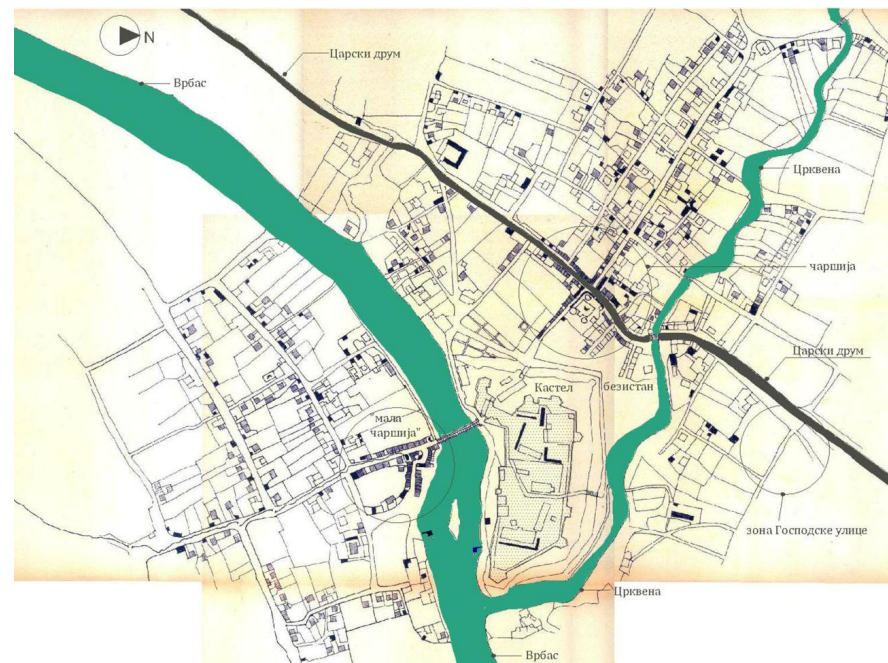 N
Царски друм
Врбас
Црквена
чаршија
Царски друм
Кастел
безистан
"мала
чаршија"
зона Господске улице
Црквена
Врбас